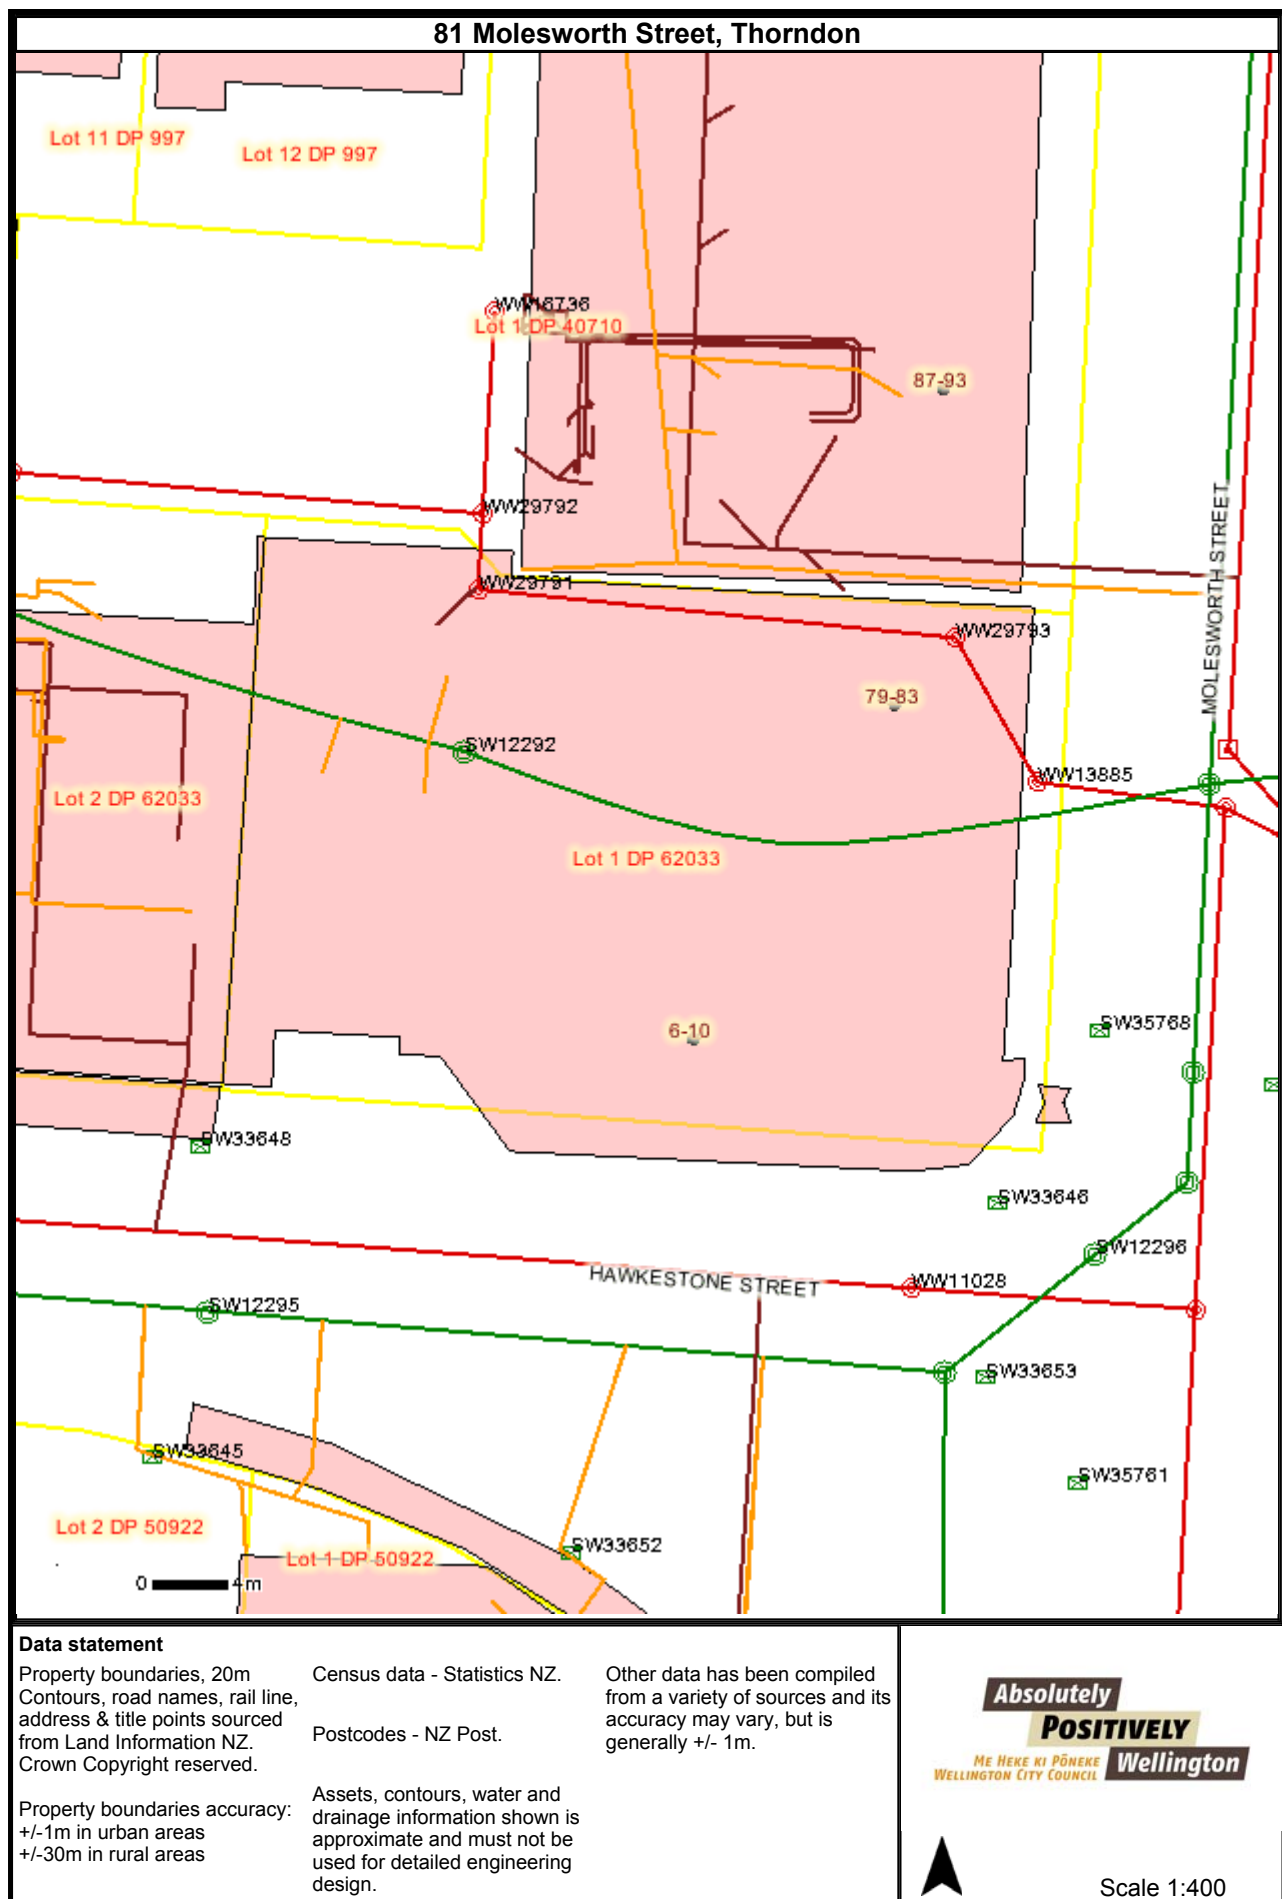 81 Molesworth Street, Thorndon
Lot 11 DP 997
Lot 12 DP 997
WW16736
Lot 1 DP 40710
87-93
WW29792
MOLESWORTH STREET
WW29791
WW29793
79-83
SW12292
WW13885
Lot 2 DP 62033
Lot 1 DP 62033
6-10
SW35768
SW33648
SW33646
SW12296
HAWKESTONE STREET
WW11028
SW12295
SW33653
SW33645
SW35761
Lot 2 DP 50922
Lot 1 DP 50922
SW33652
0 4m
Data statement
Property boundaries, 20m
Contours, road names, rail line,
address & title points sourced
from Land Information NZ.
Crown Copyright reserved.
Property boundaries accuracy:
+/-1m in urban areas
+/-30m in rural areas
Census data - Statistics NZ.
Postcodes - NZ Post.
Assets, contours, water and
drainage information shown is
approximate and must not be
used for detailed engineering
design.
Other data has been compiled
from a variety of sources and its
accuracy may vary, but is
generally +/- 1m.
Absolutely
POSITIVELY
ME HEKE KI PŌNEKE
WELLINGTON CITY COUNCIL
Wellington
Scale 1:400